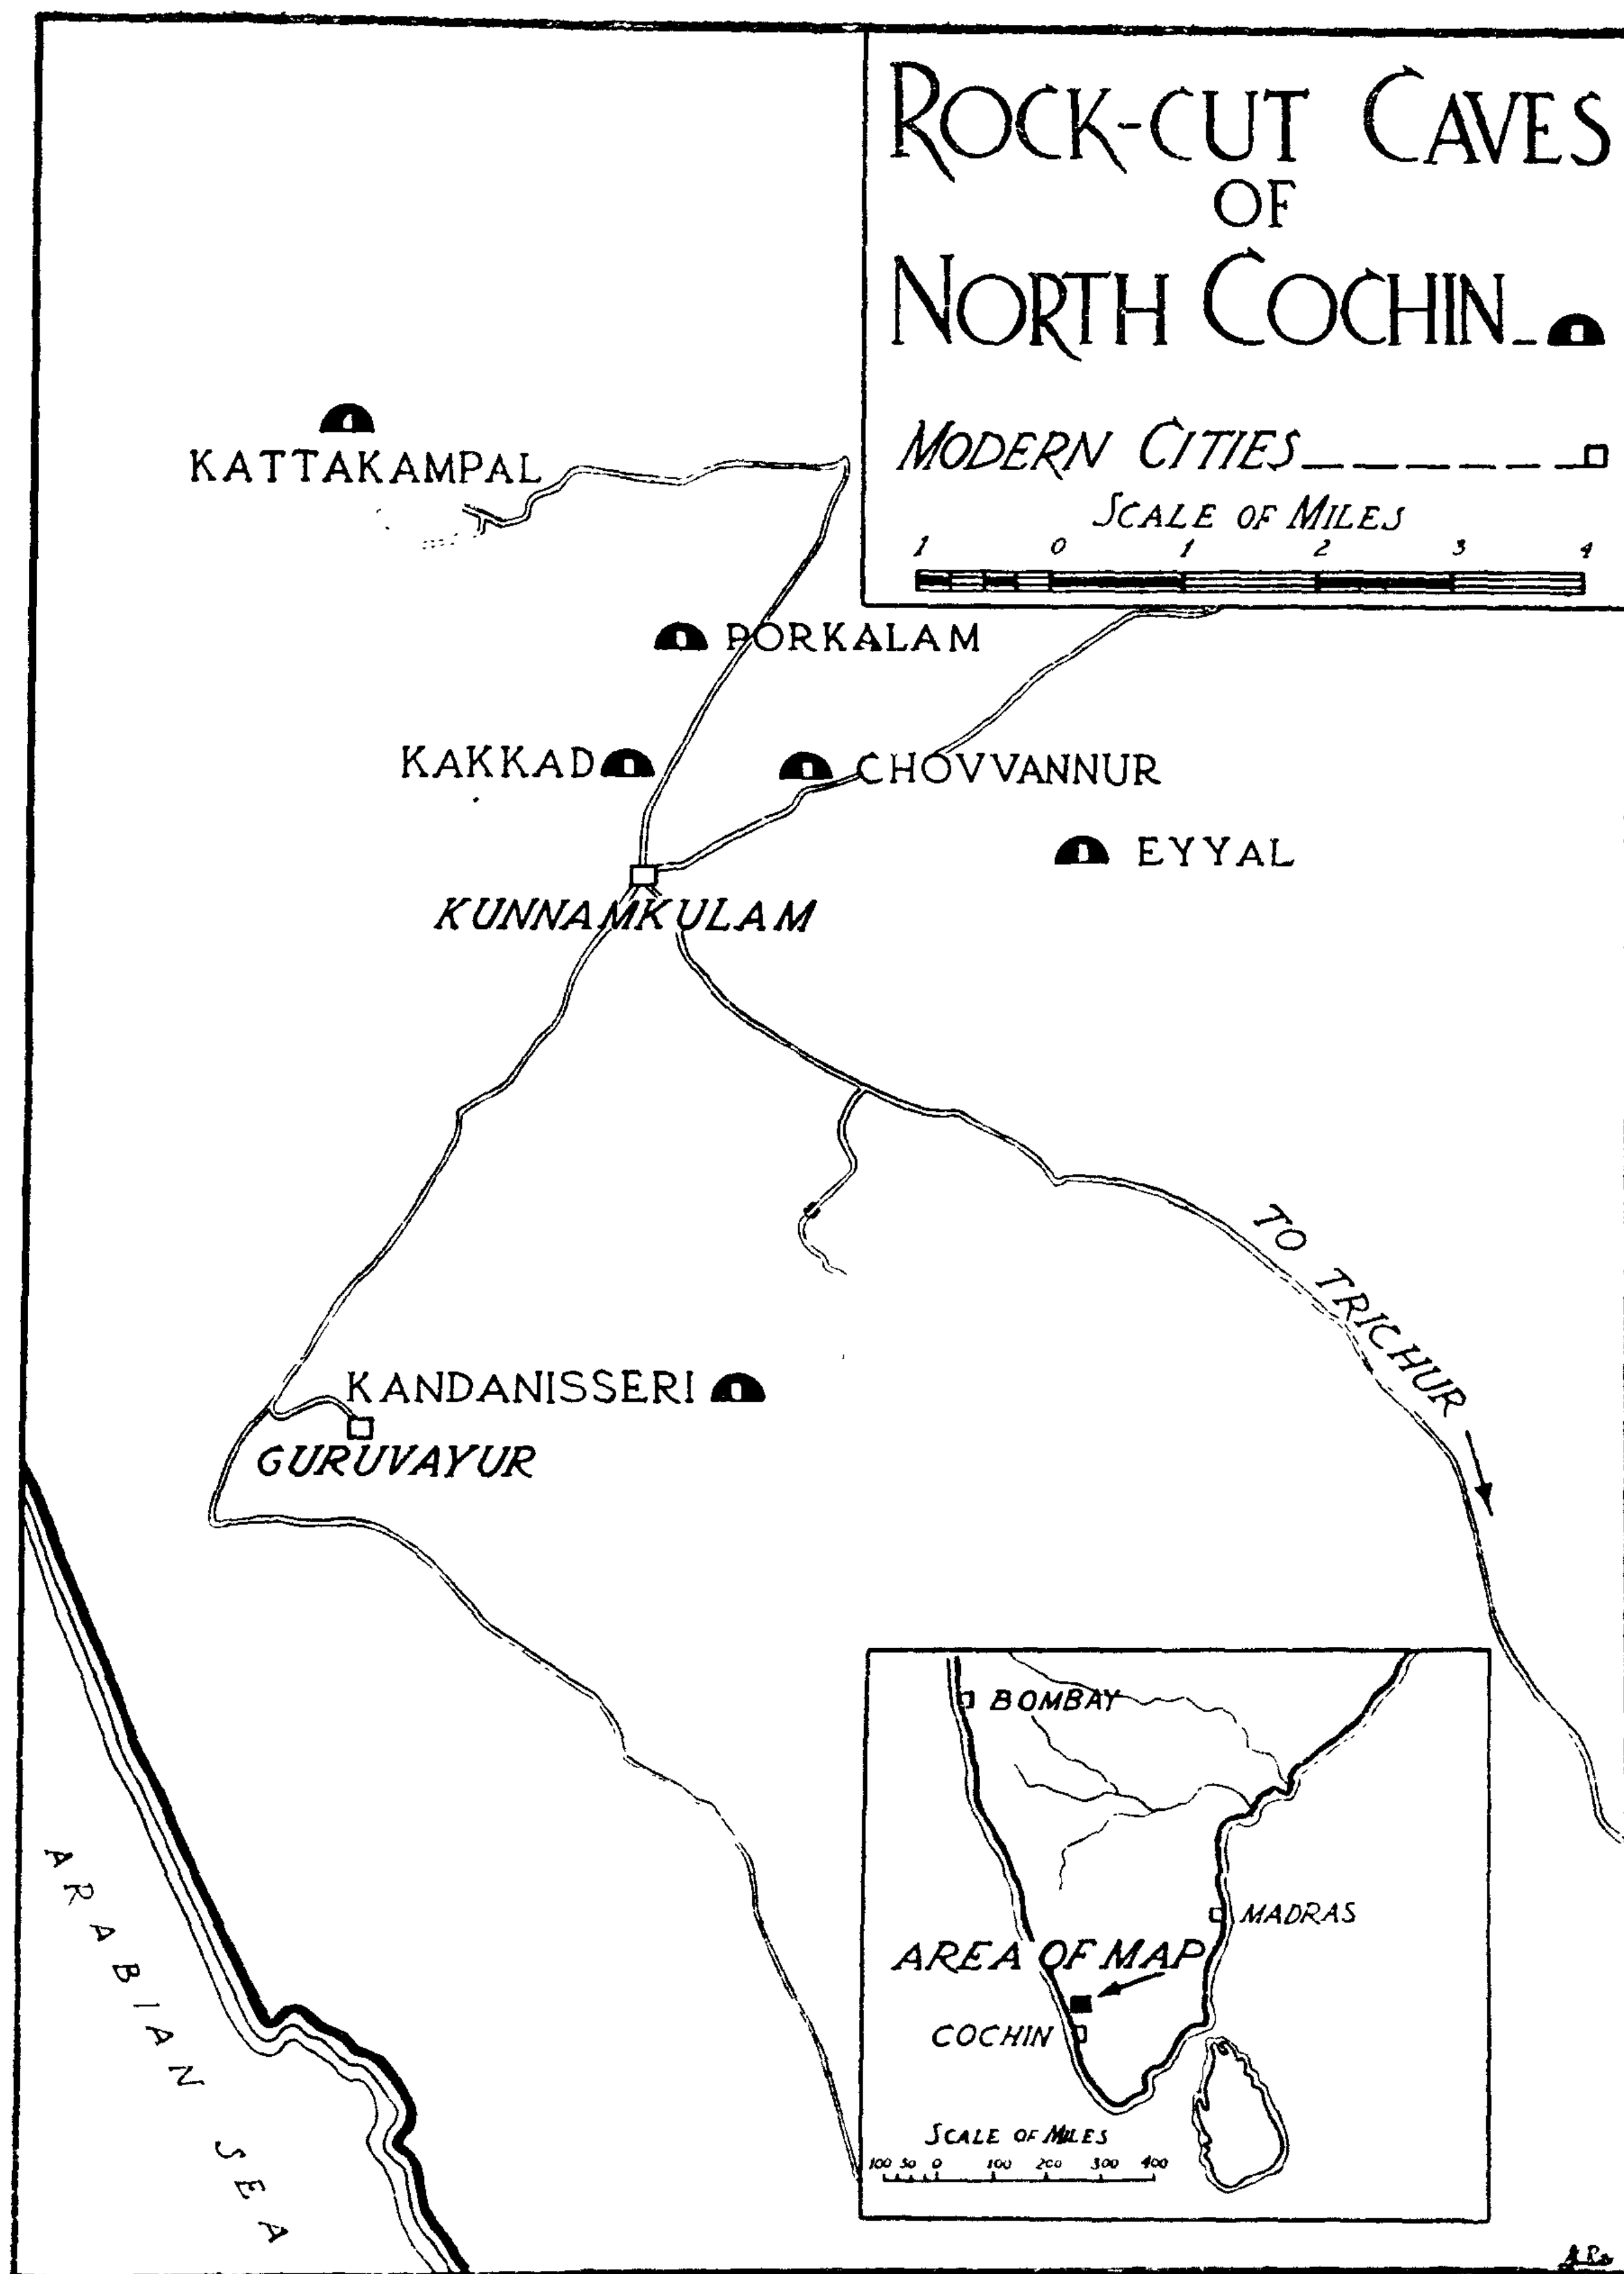 ROCK-CUT CAVES
OF
NORTH COCHIN
MODERN CITIES
SCALE OF MILES
1 0 1 2 3 4
KATTAKAMPAL
PORKALAM
KAKKAD
CHOVVANNUR
EYYAL
KUNNAMKULAM
TO TRICHUR
KANDANISSERI
GURUVAYUR
ARABIAN SEA
BOMBAY
MADRAS
AREA OF MAP
COCHIN
SCALE OF MILES
100 50 0 100 200 300 400